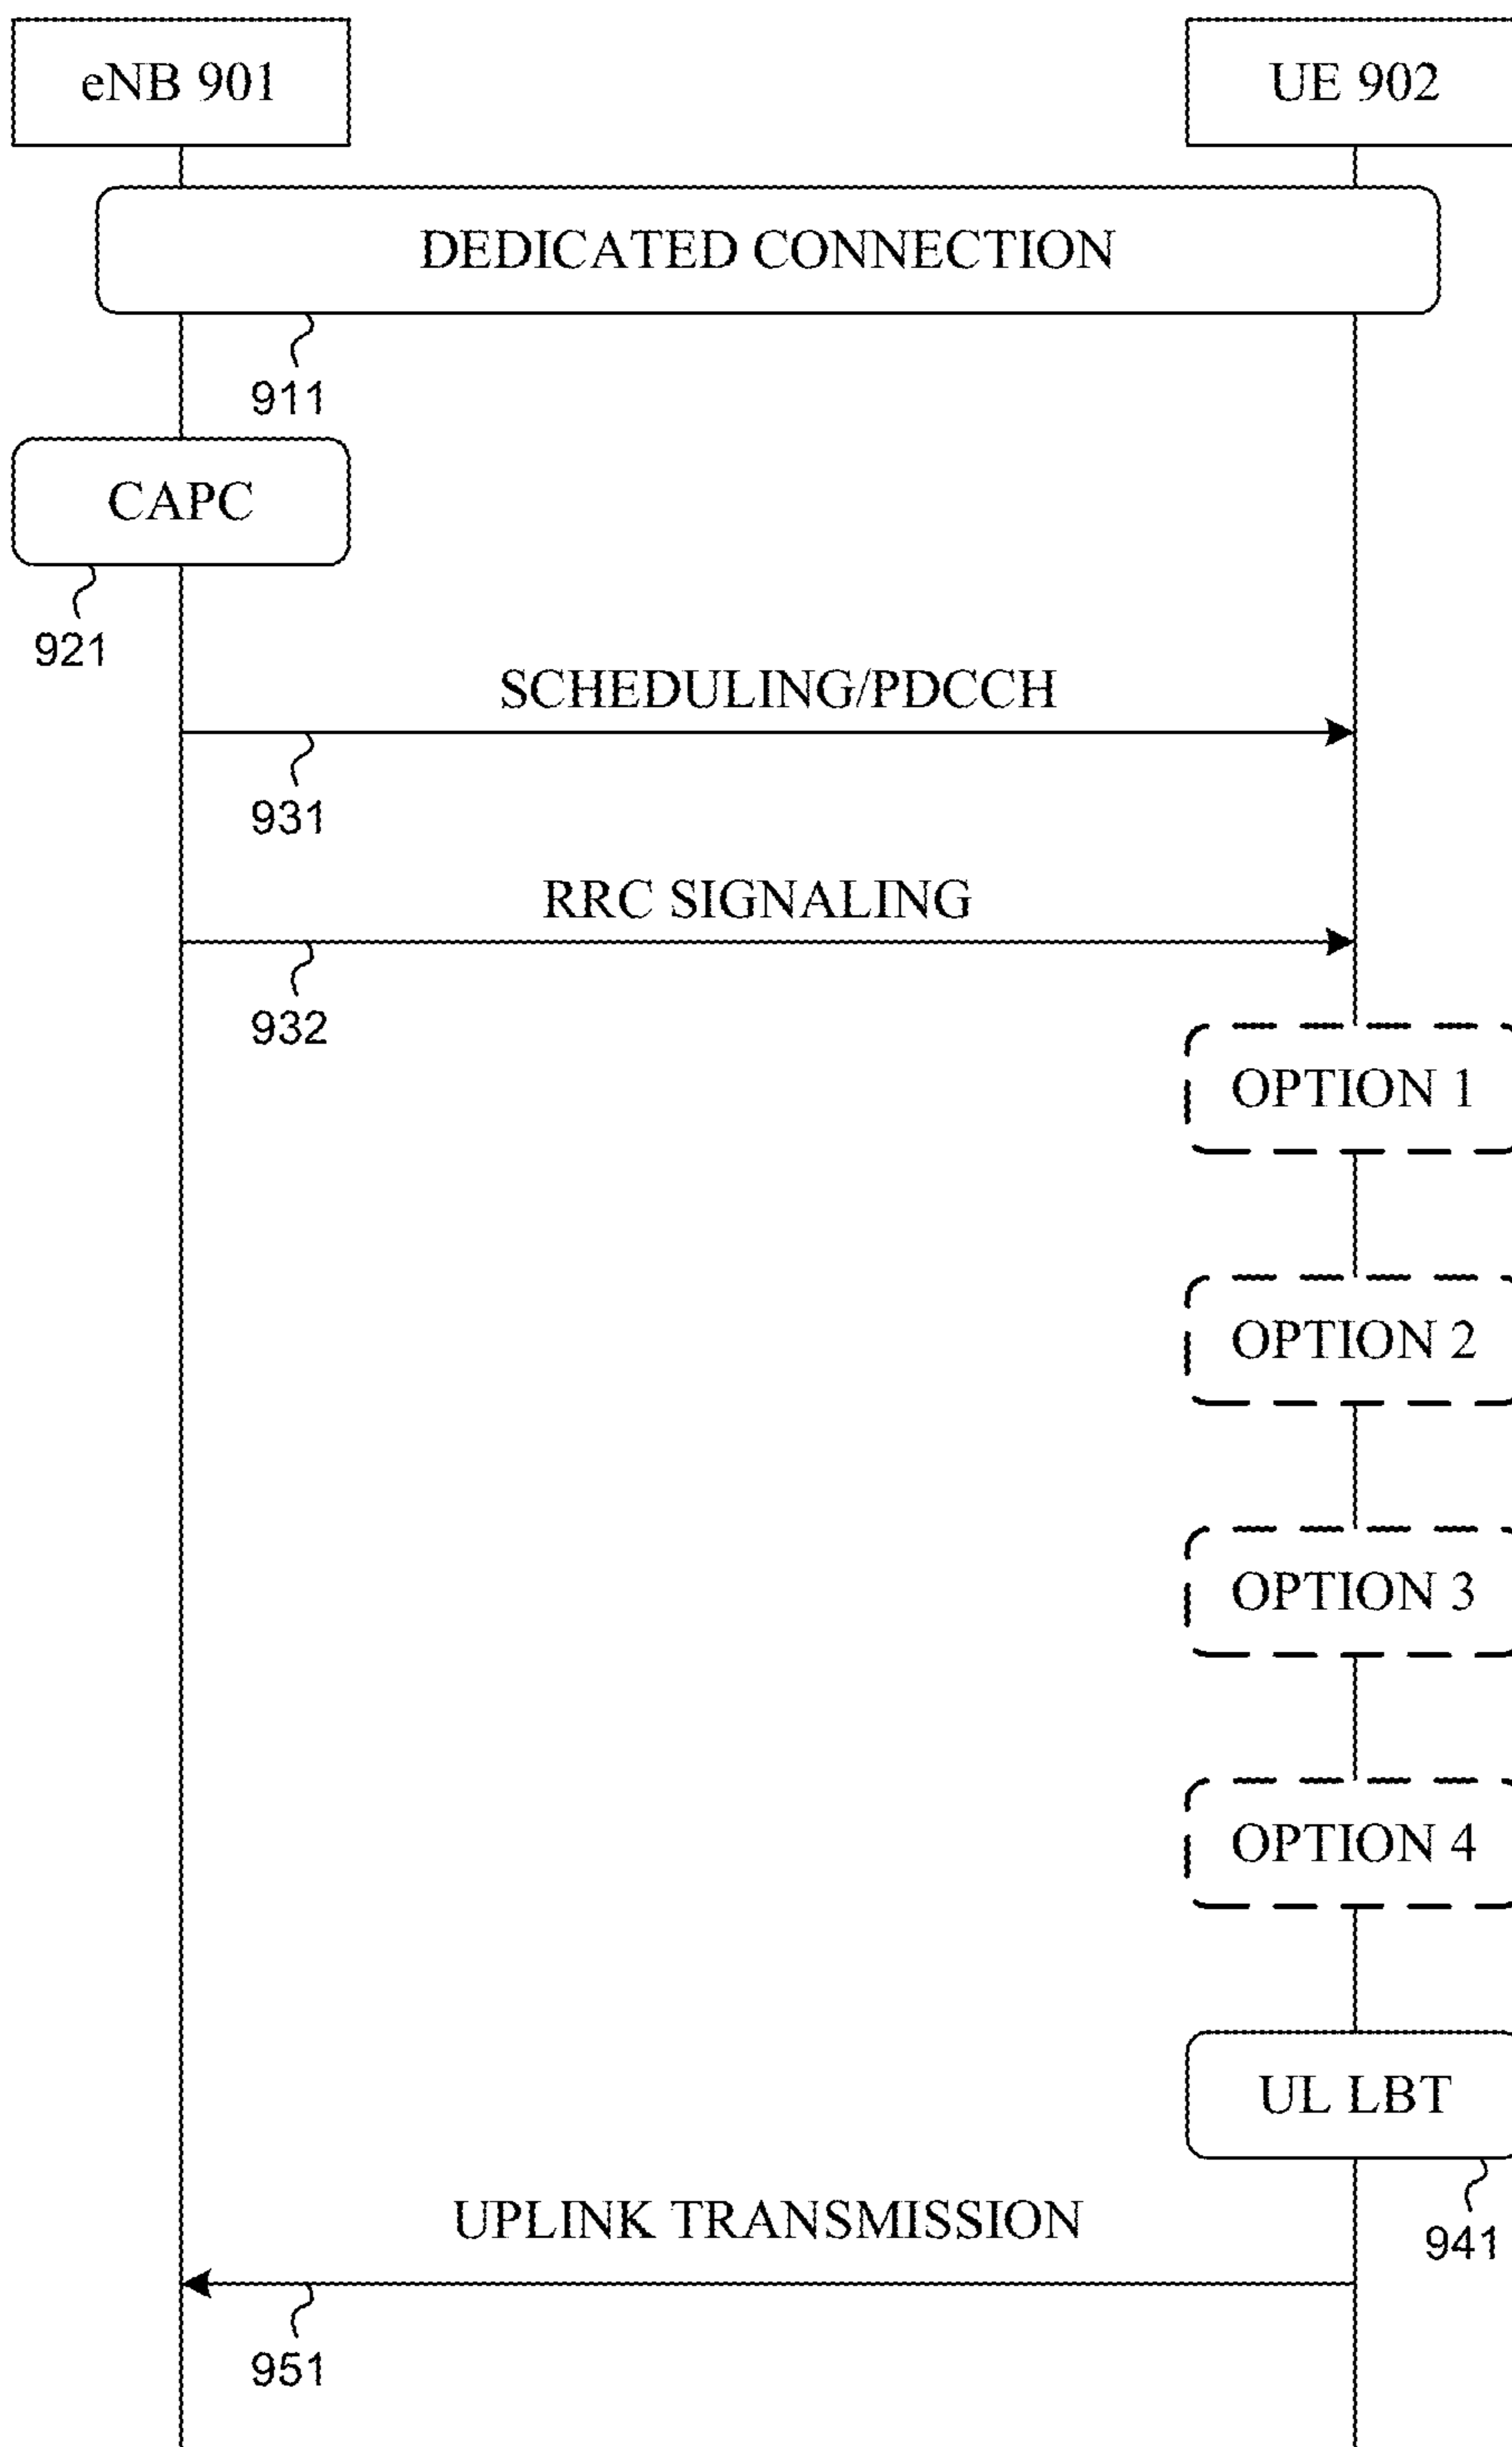 eNB 901
UE 902
DEDICATED CONNECTION
911
CAPC
921
SCHEDULING/PDCCH
931
RRC SIGNALING
932
OPTION 1
OPTION 2
OPTION 3
OPTION 4
UL LBT
941
UPLINK TRANSMISSION
951